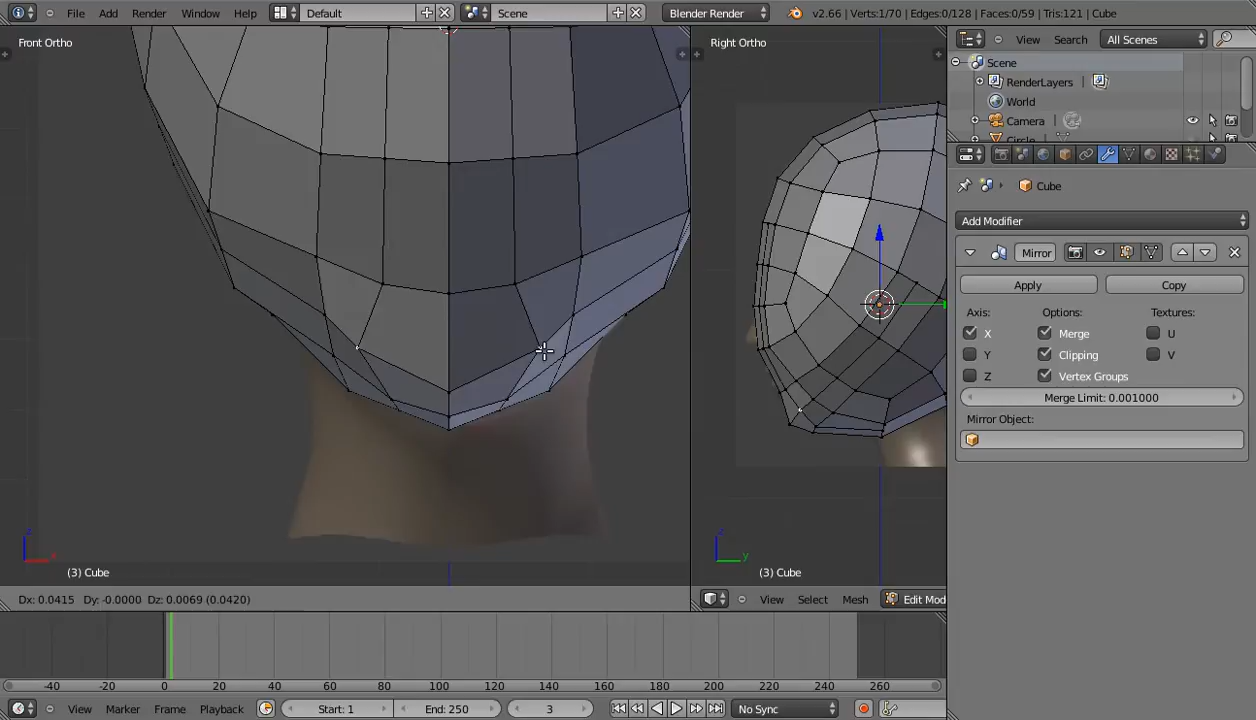 File Add Render Window Help Default Scene Blender Render v2.66 | Verts:1/70 | Edges:0/128 | Faces:0/59 | Tris:121 | Cube
Front Ortho
Right Ortho
View Search All Scenes
Scene
RenderLayers
World
Camera
Cube
Add Modifier
Mirror
Apply Copy
Axis: Options: Textures:
X Merge U
Y Clipping V
Z Vertex Groups
Merge Limit: 0.001000
Mirror Object:
z
x
z
y
(3) Cube
(3) Cube
Dx: 0.0415 Dy: -0.0000 Dz: 0.0069 (0.0420)
View Select Mesh Edit Mod
-40 -20 0 20 40 60 80 100 120 140 160 180 200 220 240 260
View Marker Frame Playback Start: 1 End: 250 3 No Sync